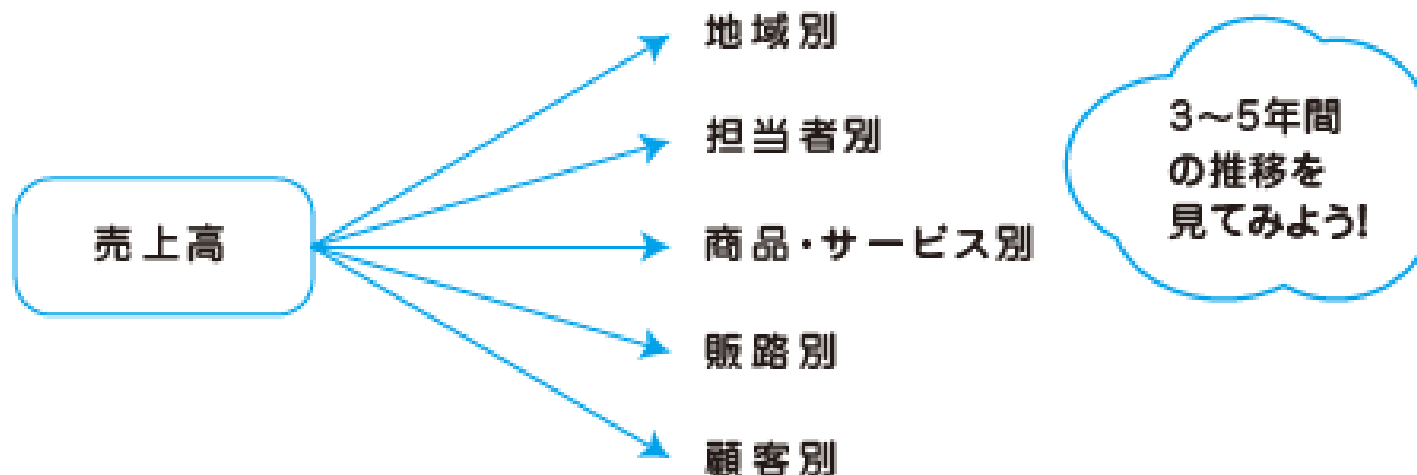 売上高
地域別
担当者別
商品・サービス別
販路別
顧客別
3〜5年間
の推移を
見てみよう!